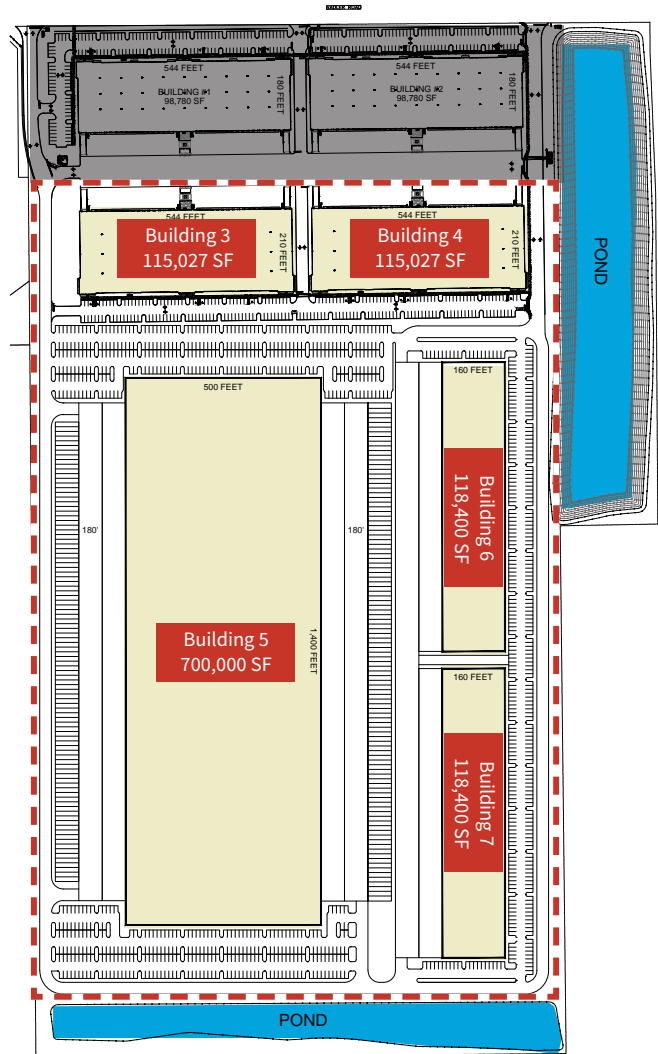 544 FEET
544 FEET
BUILDING #1
98,780 SF
180 FEET
BUILDING #2
98,780 SF
180 FEET
544 FEET
544 FEET
Building 3
115,027 SF
210 FEET
Building 4
115,027 SF
210 FEET
POND
500 FEET
160 FEET
Building 6
118,400 SF
180'
180'
Building 5
700,000 SF
1,400 FEET
160 FEET
Building 7
118,400 SF
POND